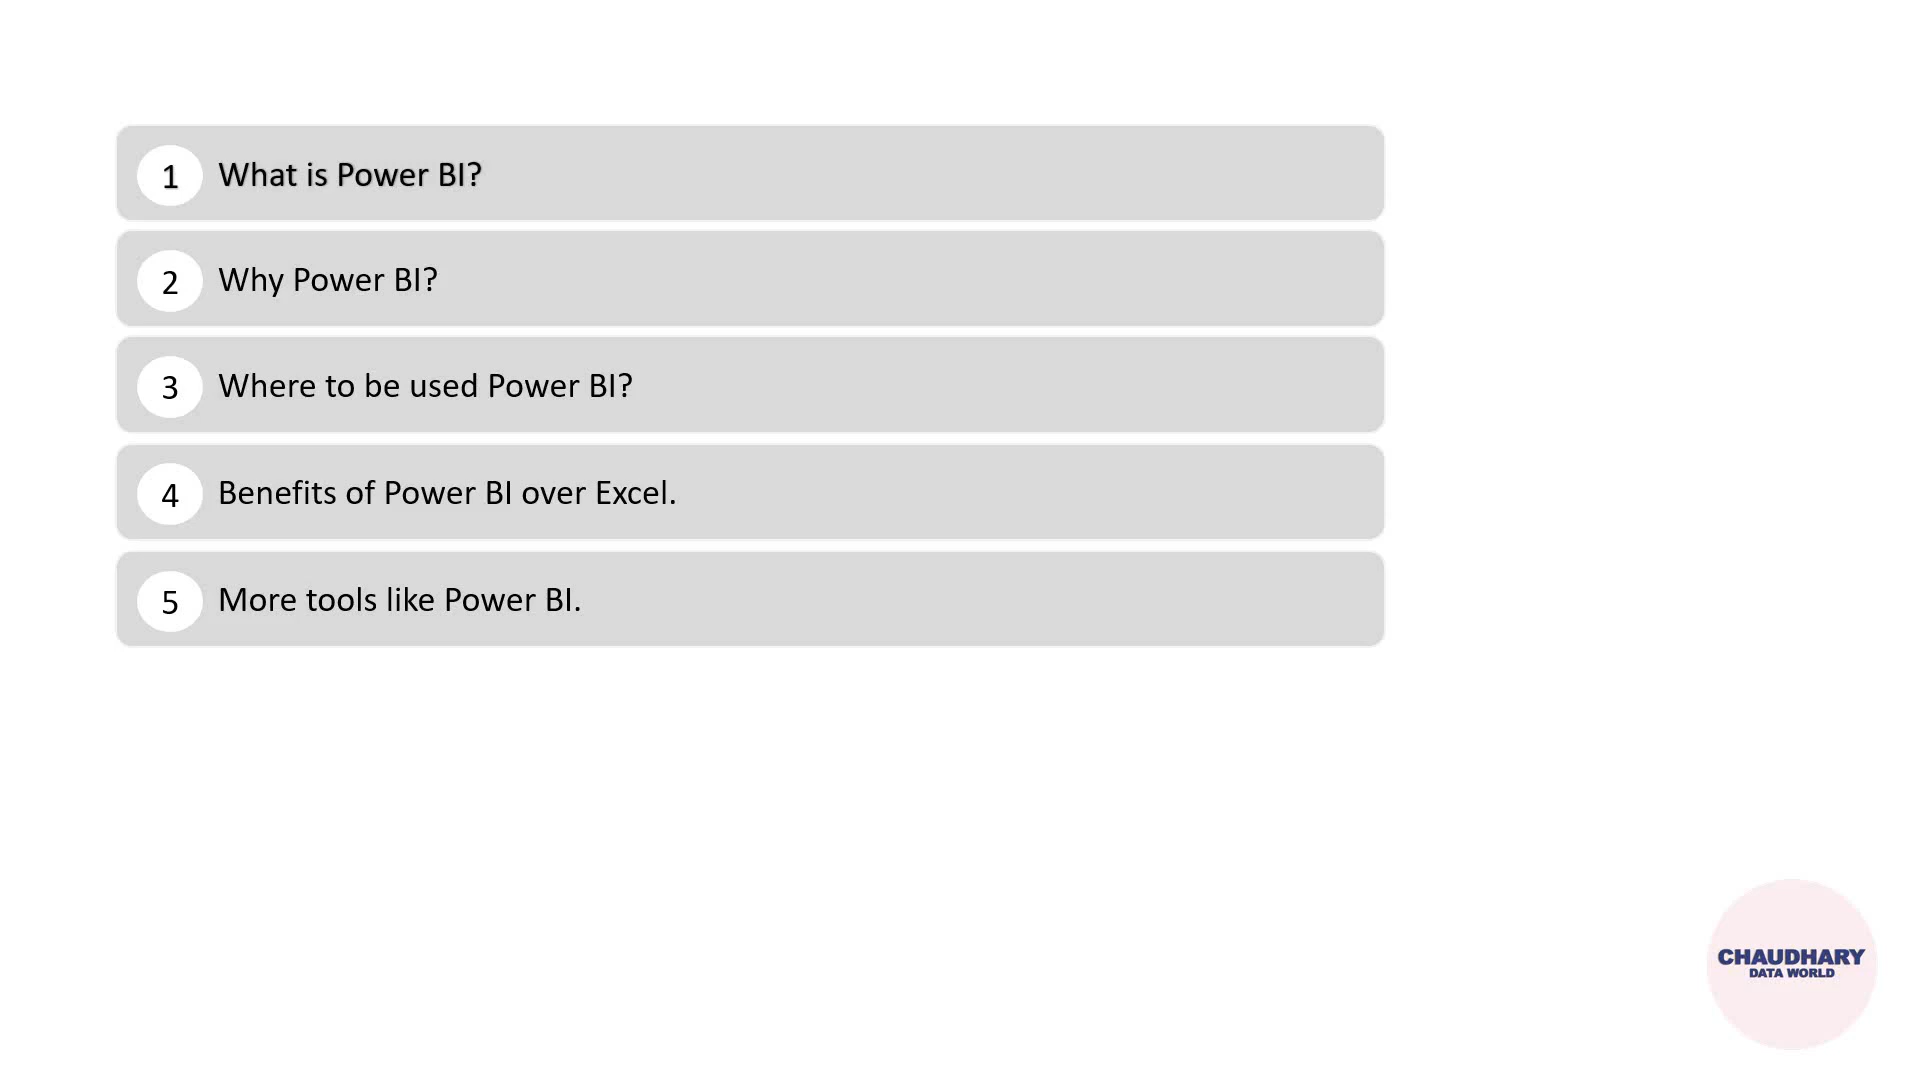 1 What is Power BI?
2 Why Power BI?
3 Where to be used Power BI?
4 Benefits of Power BI over Excel.
5 More tools like Power BI.
CHAUDHARY
DATA WORLD